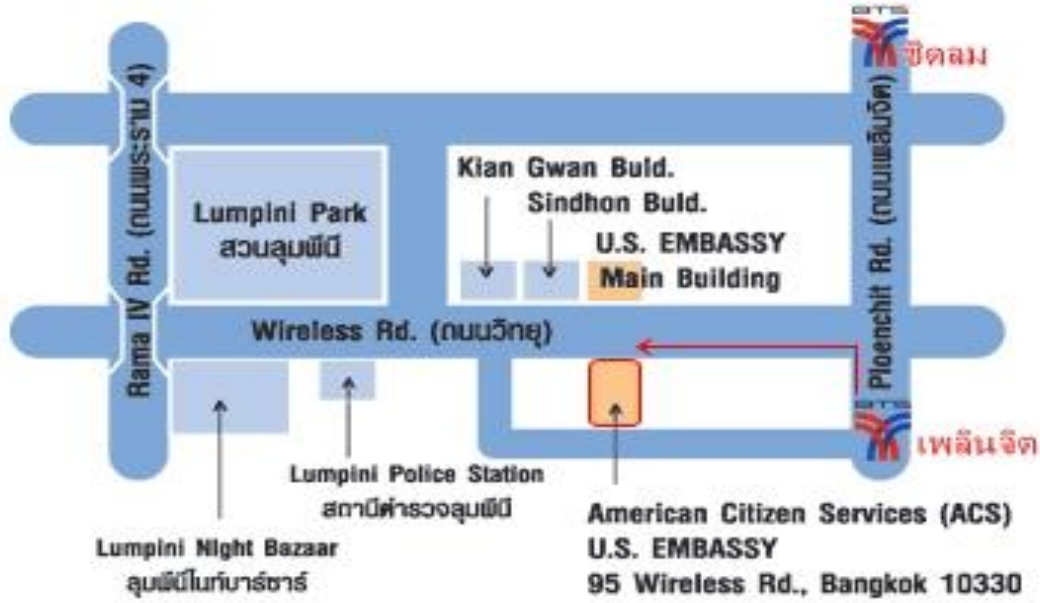 BTS
ชิดลม
Rama IV Rd. (ถนนพระราม 4)
Ploenchit Rd. (ถนนเพลินจิต)
Kian Gwan Buld.
Sindhon Buld.
Lumpini Park
สวนลุมพีนี
U.S. EMBASSY
Main Building
Wireless Rd. (ถนนวิทยุ)
BTS
เพลินจิต
Lumpini Police Station
สถานีตำรวจลุมพีนี
Lumpini Night Bazaar
ลุมพีนีไนท์บาร์ซาร์
American Citizen Services (ACS)
U.S. EMBASSY
95 Wireless Rd., Bangkok 10330